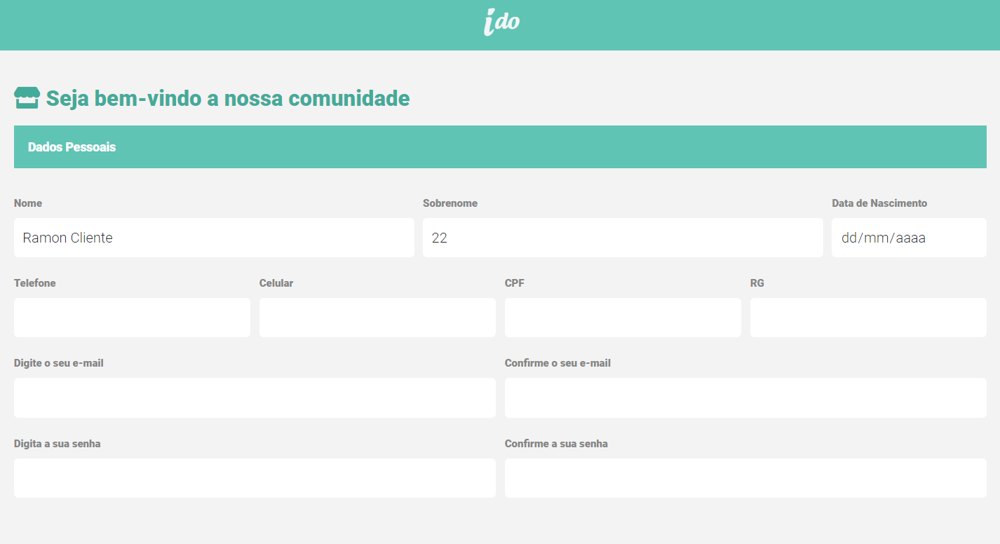 i do
Seja bem-vindo a nossa comunidade
Dados Pessoais
Nome Sobrenome Data de Nascimento
Ramon Cliente 22 dd/mm/aaaa
Telefone Celular CPF RG
Digite o seu e-mail Confirme o seu e-mail
Digita a sua senha Confirme a sua senha